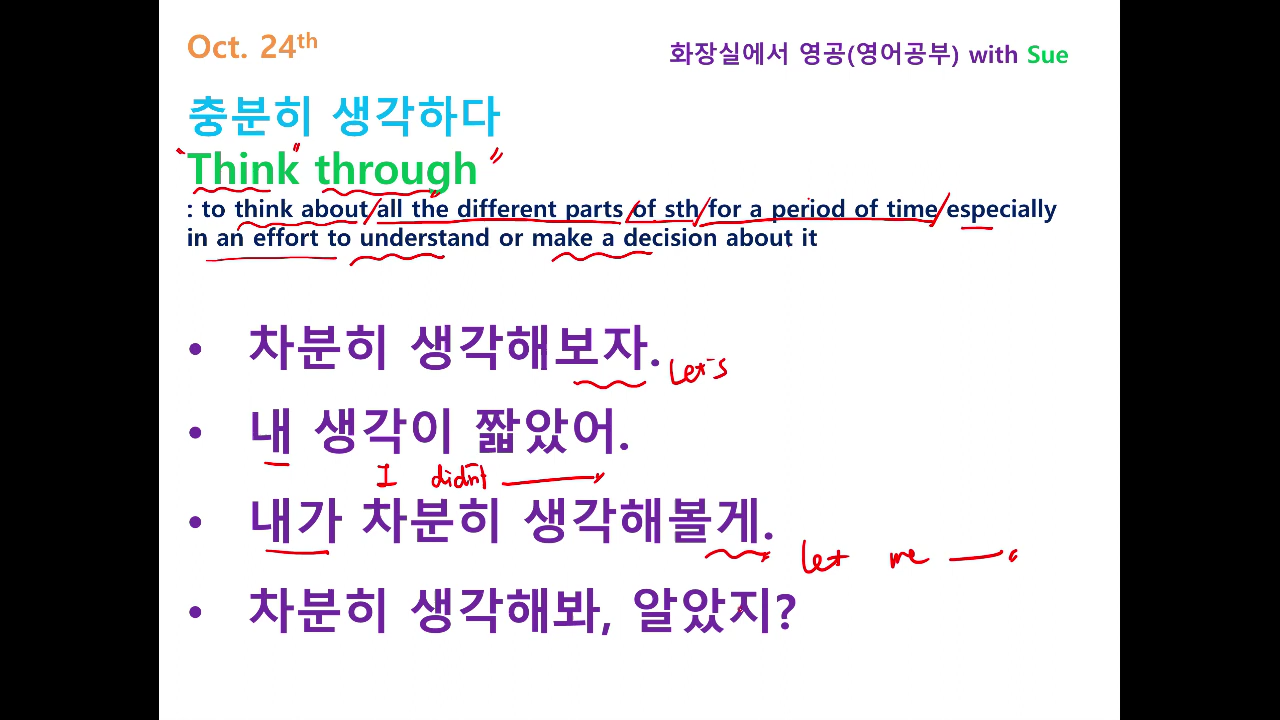 Oct. 24th
화장실에서 영공(영어공부) with Sue
충분히 생각하다
"Think" through"
: to think about/all the different parts/of sth/for a period of time/especially
in an effort to understand or make a decision about it
• 차분히 생각해보자.
Let's
• 내 생각이 짧았어.
I didn't
• 내가 차분히 생각해볼게.
let me
• 차분히 생각해봐, 알았지?